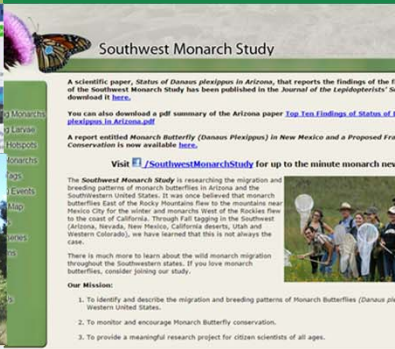 Southwest Monarch Study
A scientific paper, Status of Danaus plexippus in Arizona, that reports the findings of the
of the Southwest Monarch Study has been published in the Journal of the Lepidopterists'
download it here.
You can also download a pdf summary of the Arizona paper Top Ten Findings of Status of
plexippus in Arizona.pdf
A report entitled Monarch Butterfly (Danaus Plexippus) in New Mexico and a Proposed
Conservation is now available here.
Visit /SouthwestMonarchStudy for up to the minute monarch
Monarchs
Larvae
Hotspots
Tags
Events
Map
The Southwest Monarch Study is researching the migration and
breeding patterns of monarch butterflies in Arizona and the
SouthWestern United States. It was once believed that monarch
butterflies East of the Rocky Mountains flew to the mountains near
Mexico City for the winter and monarchs West of the Rockies flew
to the coast of California. Through Fall tagging in the Southwest
(Arizona, Nevada, New Mexico, California deserts, Utah and
Western Colorado), we have learned that this is not always the
case.
There is much more to learn about the wild monarch migration
throughout the Southwestern states. If you love monarch
butterflies, consider joining our study.
Our Mission:
1. To identify and describe the migration and breeding patterns of Monarch Butterflies (Danaus
Western United States.
2. To monitor and encourage Monarch Butterfly conservation.
3. To provide a meaningful research project for citizen scientists of all ages.